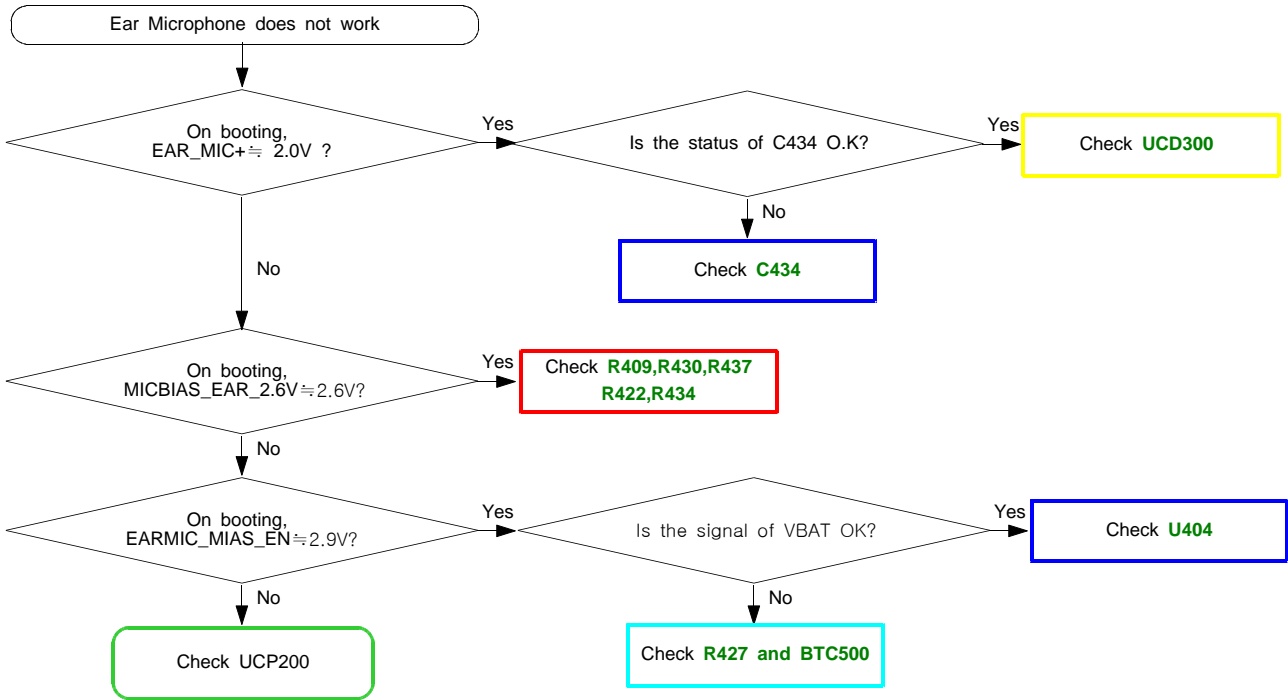 Ear Microphone does not work
On booting,
EAR_MIC+≒ 2.0V ?
Yes
Is the status of C434 O.K?
Yes
Check UCD300
No
Check C434
No
On booting,
MICBIAS_EAR_2.6V≒2.6V?
Yes
Check R409,R430,R437
R422,R434
No
On booting,
EARMIC_MIAS_EN≒2.9V?
Yes
Is the signal of VBAT OK?
Yes
Check U404
No
Check R427 and BTC500
No
Check UCP200